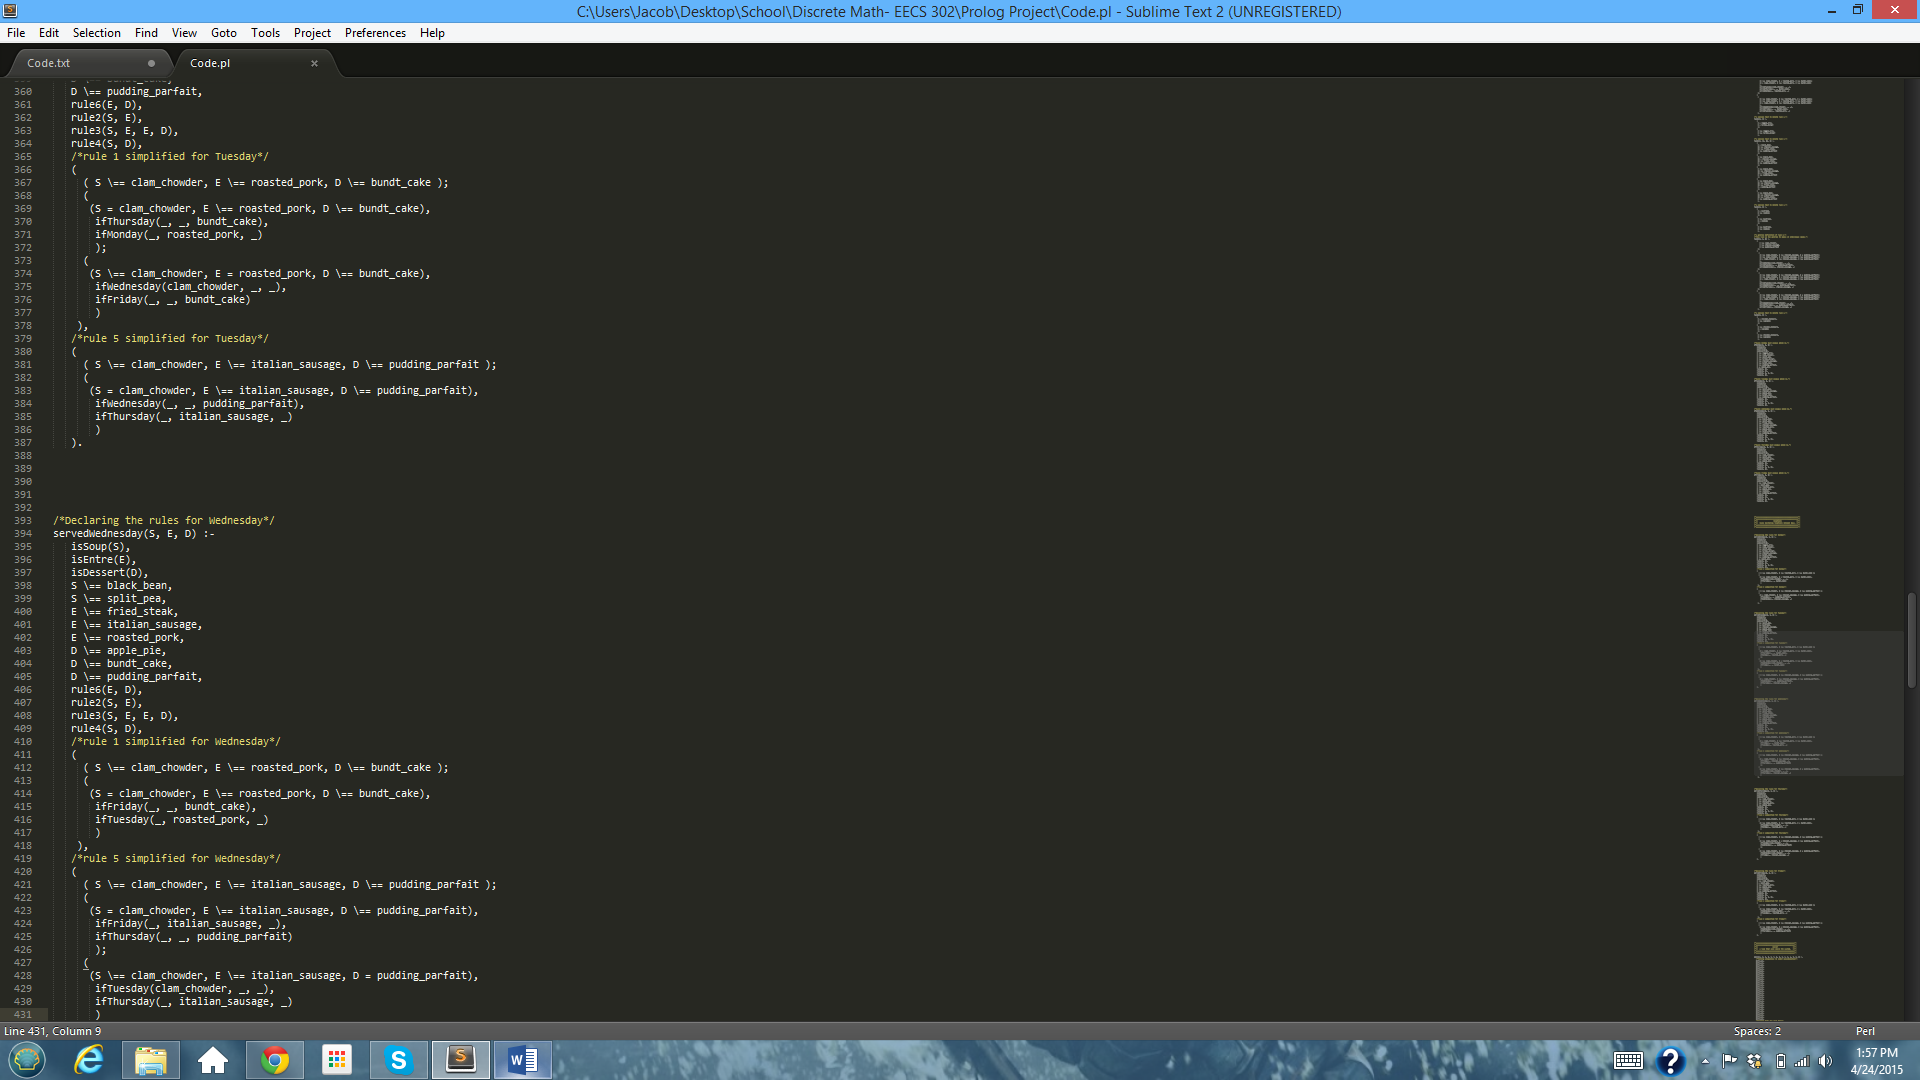 C:\Users\Jacob\Desktop\School\Discrete Math- EECS 302\Prolog Project\Code.pl - Sublime Text 2 (UNREGISTERED)
File Edit Selection Find View Goto Tools Project Preferences Help
Code.txt Code.pl
360 D \== pudding_parfait,
361 rule6(E, D),
362 rule2(S, E),
363 rule3(S, E, E, D),
364 rule4(S, D),
365 /*rule 1 simplified for Tuesday*/
366 (
367 ( S \== clam_chowder, E \== roasted_pork, D \== bundt_cake );
368 (
369 (S = clam_chowder, E \== roasted_pork, D \== bundt_cake),
370 ifThursday(_, _, bundt_cake),
371 ifMonday(_, roasted_pork, _)
372 );
373 (
374 (S \== clam_chowder, E = roasted_pork, D \== bundt_cake),
375 ifWednesday(clam_chowder, _, _),
376 ifFriday(_, _, bundt_cake)
377 )
378 ),
379 /*rule 5 simplified for Tuesday*/
380 (
381 ( S \== clam_chowder, E \== italian_sausage, D \== pudding_parfait );
382 (
383 (S = clam_chowder, E \== italian_sausage, D \== pudding_parfait),
384 ifWednesday(_, _, pudding_parfait),
385 ifThursday(_, italian_sausage, _)
386 )
387 ).
388
389
390
391
392
393 /*Declaring the rules for Wednesday*/
394 servedWednesday(S, E, D) :-
395 isSoup(S),
396 isEntre(E),
397 isDessert(D),
398 S \== black_bean,
399 S \== split_pea,
400 E \== fried_steak,
401 E \== italian_sausage,
402 E \== roasted_pork,
403 D \== apple_pie,
404 D \== bundt_cake,
405 D \== pudding_parfait,
406 rule6(E, D),
407 rule2(S, E),
408 rule3(S, E, E, D),
409 rule4(S, D),
410 /*rule 1 simplified for Wednesday*/
411 (
412 ( S \== clam_chowder, E \== roasted_pork, D \== bundt_cake );
413 (
414 (S = clam_chowder, E \== roasted_pork, D \== bundt_cake),
415 ifFriday(_, _, bundt_cake),
416 ifTuesday(_, roasted_pork, _)
417 )
418 ),
419 /*rule 5 simplified for Wednesday*/
420 (
421 ( S \== clam_chowder, E \== italian_sausage, D \== pudding_parfait );
422 (
423 (S = clam_chowder, E \== italian_sausage, D \== pudding_parfait),
424 ifFriday(_, italian_sausage, _),
425 ifThursday(_, _, pudding_parfait)
426 );
427 (
428 (S \== clam_chowder, E \== italian_sausage, D = pudding_parfait),
429 ifTuesday(clam_chowder, _, _),
430 ifThursday(_, italian_sausage, _)
431 )
Line 431, Column 9 Spaces: 2 Perl
1:57 PM
4/24/2015